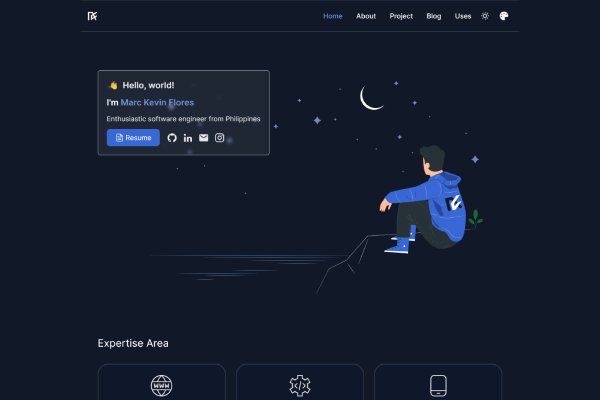 Home About Project Blog Uses
👋 Hello, world!
I'm Marc Kevin Flores
Enthusiastic software engineer from Philippines
Resume
Expertise Area
WWW